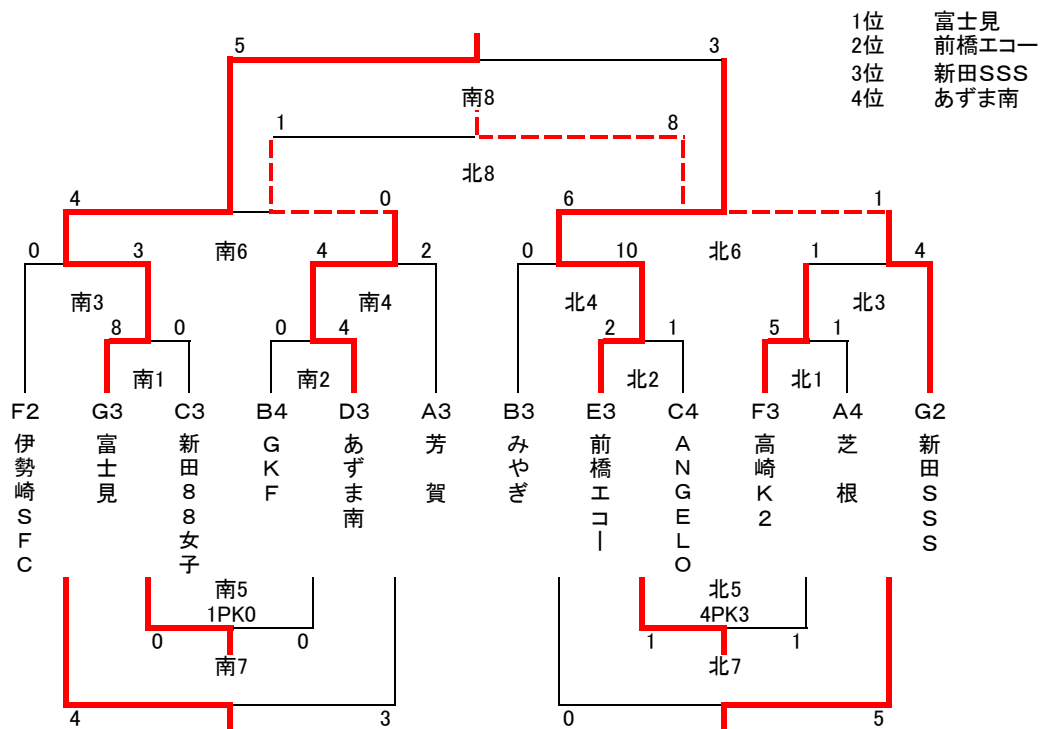 1位 富士見
2位 前橋エコー
3位 新田SSS
4位 あずま南
5 3
南8
1 8
北8
4 0 6 1
0 3 南6 4 2 0 10 北6 1 4
南3 南4 北4 北3
8 0 0 4 2 1 5 1
南1 南2 北2 北1
F2 G3 C3 B4 D3 A3 B3 E3 C4 F3 A4 G2
伊勢崎SFC
富士見
新田88女子
GKF
あずま南
芳賀
みやぎ
前橋エコー
ANGELO
高崎K2
芝根
新田SSS
南5 北5
1PK0 4PK3
0 0 1 1
南7 北7
4 3 0 5